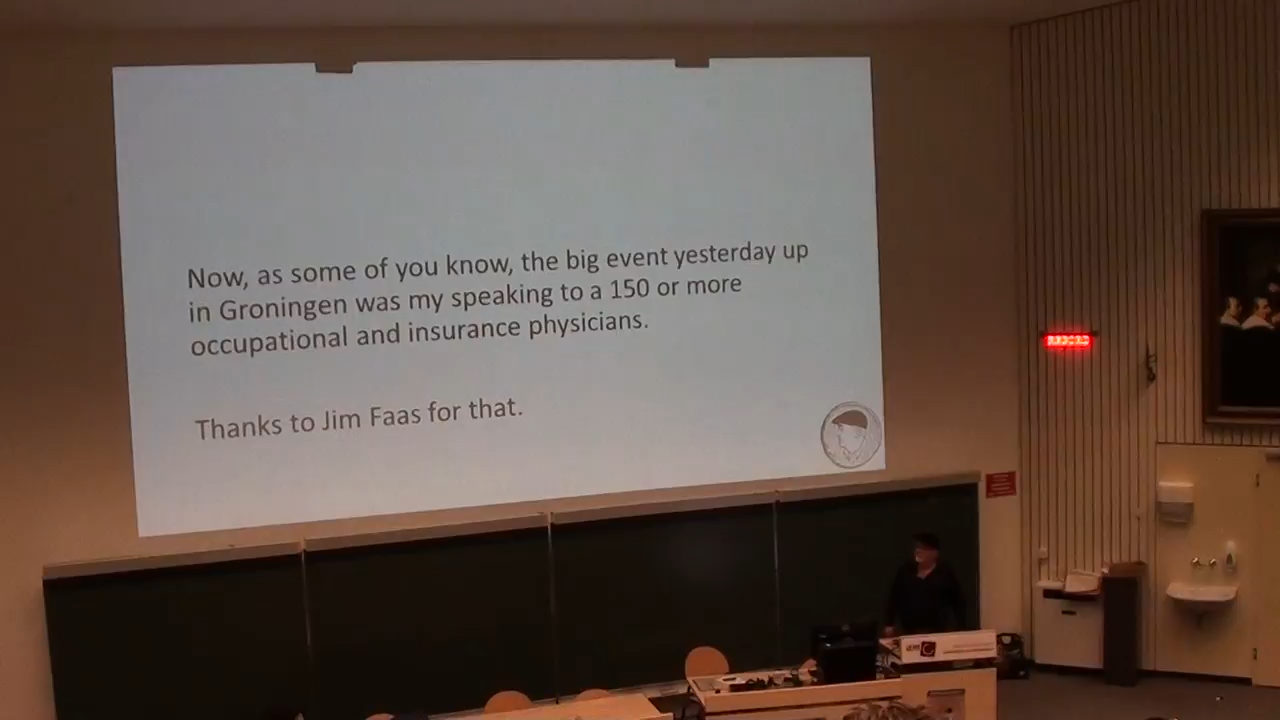 Now, as some of you know, the big event yesterday up
in Groningen was my speaking to a 150 or more
occupational and insurance physicians.
Thanks to Jim Faas for that.